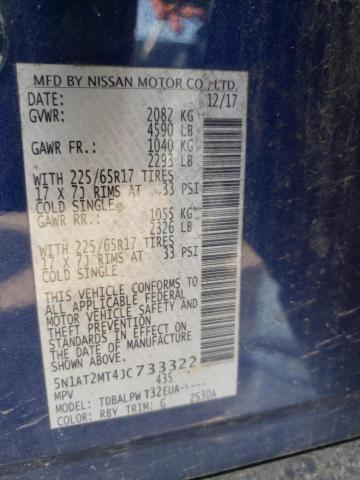 MFD BY NISSAN MOTOR CO., LTD.
DATE: 12/17
GVWR: 2082 KG
4590 LB
GAWR FR.: 1040 KG
2293 LB
WITH 225/65R17 TIRES
17 X 7J RIMS AT 33 PSI
COLD SINGLE
GAWR RR.: 1055 KG
2326 LB
WITH 225/65R17 TIRES
17 X 7J RIMS AT 33 PSI
COLD SINGLE
THIS VEHICLE CONFORMS TO
ALL APPLICABLE FEDERAL
MOTOR VEHICLE SAFETY AND
THEFT PREVENTION
STANDARDS IN EFFECT ON
THE DATE OF MANUFACTURE
5N1AT2MT4JC733322
MPV 435
MODEL: TDBALPW T32EUA
COLOR: RBY TRIM: G ZS30A